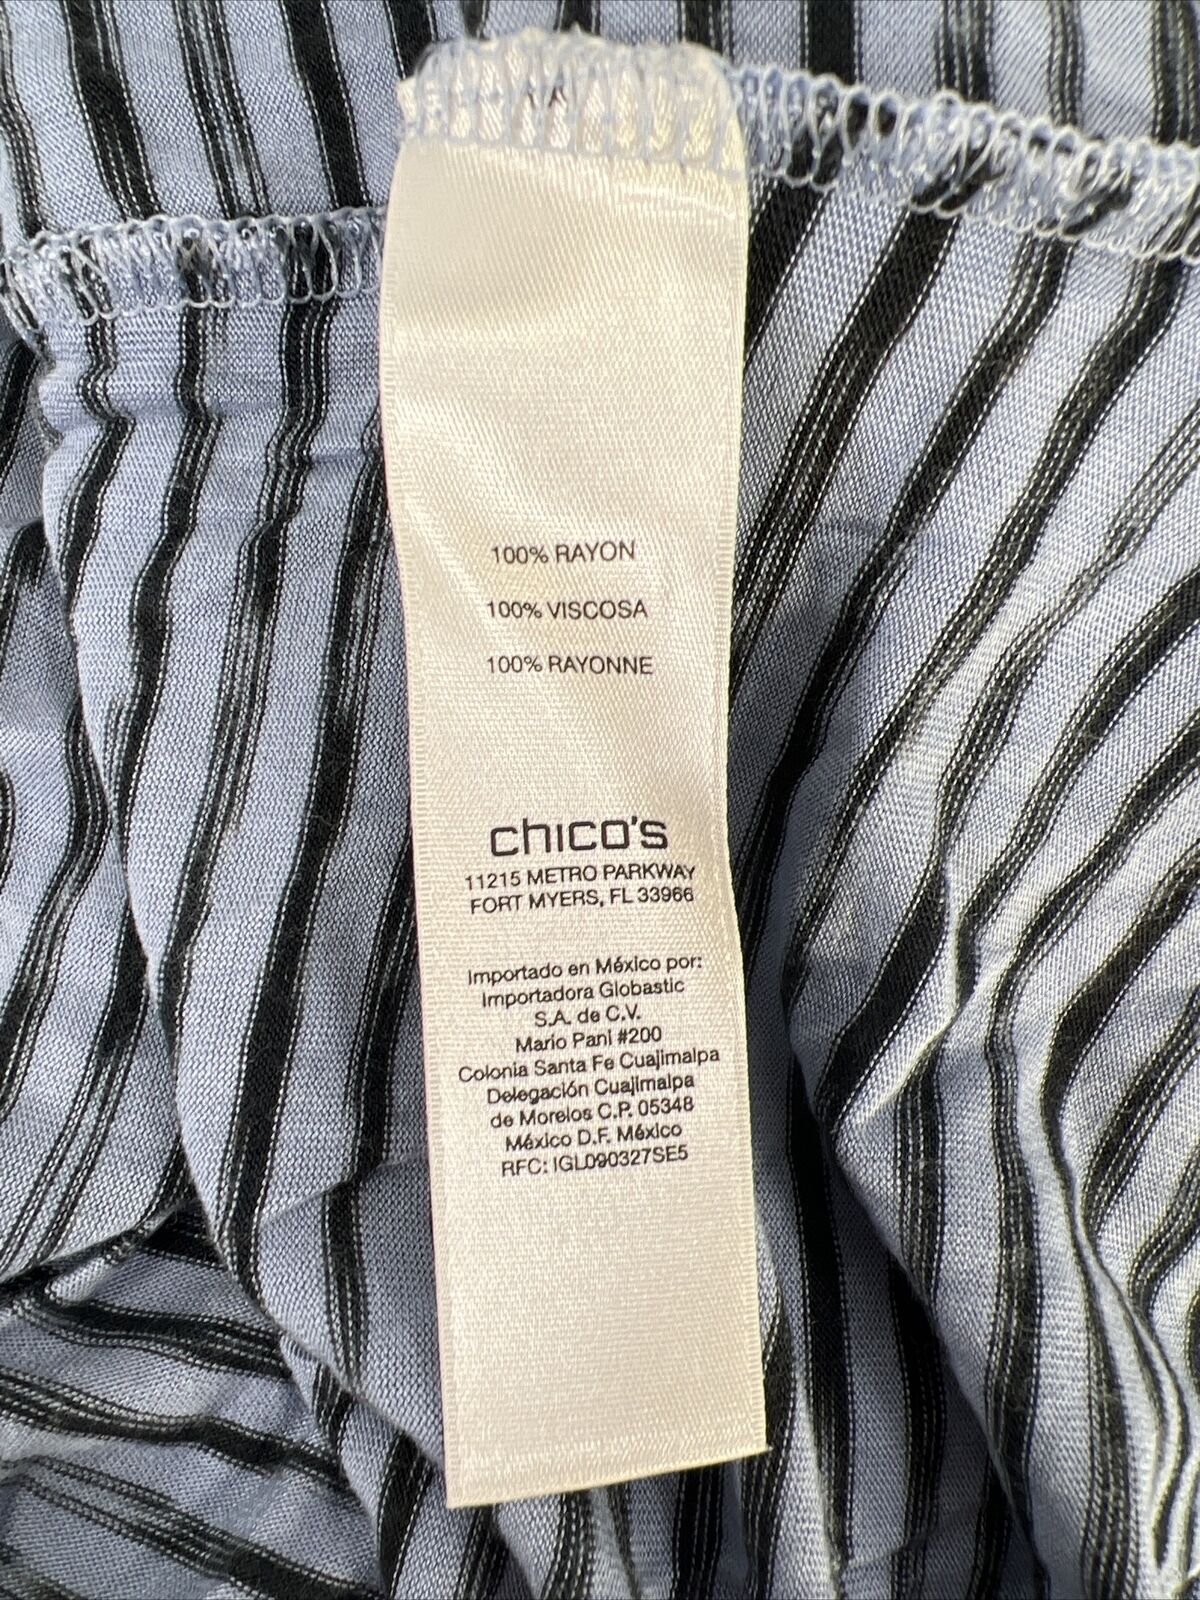 100% RAYON
100% VISCOSA
100% RAYONNE
chico's
11215 METRO PARKWAY
FORT MYERS, FL 33966
Importado en México por:
Importadora Globastic
S.A. de C.V.
Mario Pani #200
Colonia Santa Fe Cuajimalpa
Delegación Cuajimalpa
de Morelos C.P. 05348
México D.F. México
RFC: IGL090327SE5